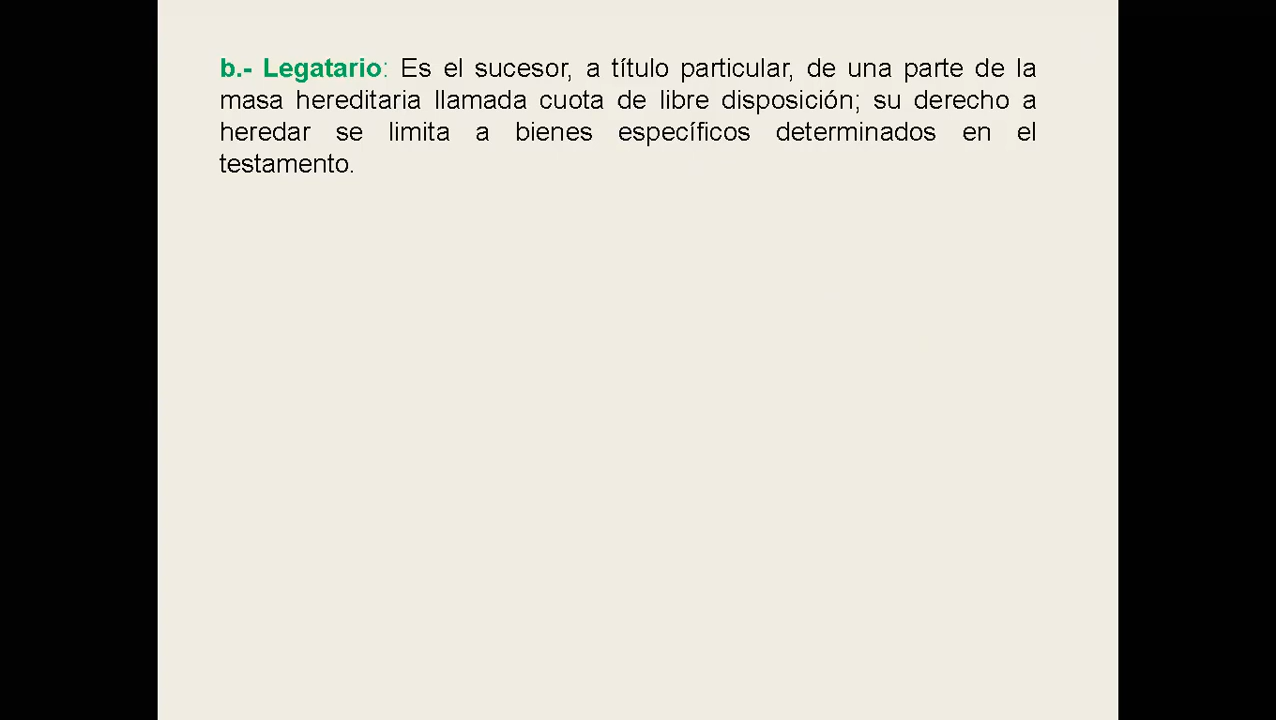 b.- Legatario: Es el sucesor, a título particular, de una parte de la
masa hereditaria llamada cuota de libre disposición; su derecho a
heredar se limita a bienes específicos determinados en el
testamento.